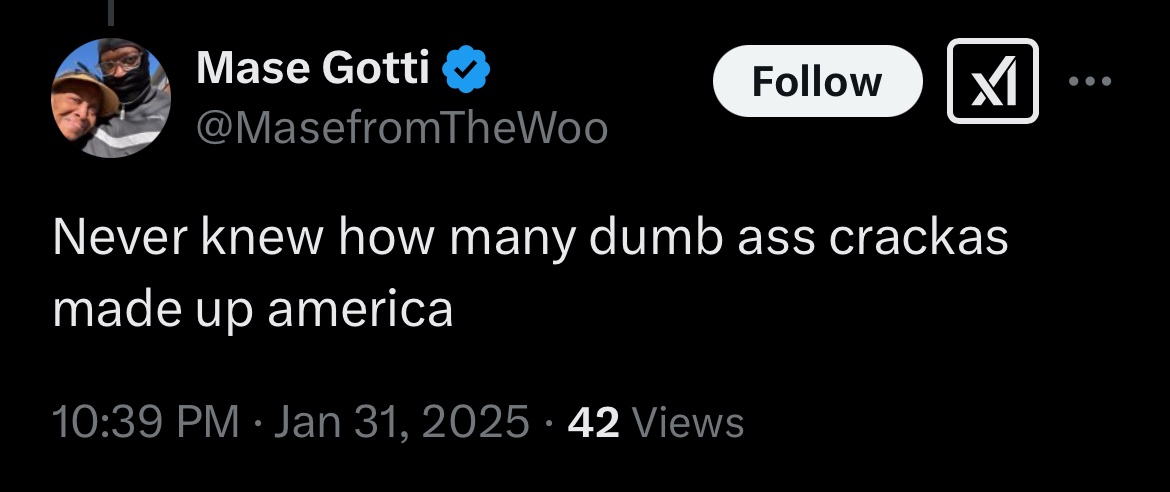 Mase Gotti
Follow
@MasefromTheWoo
Never knew how many dumb ass crackas
made up america
10:39 PM · Jan 31, 2025 · 42 Views